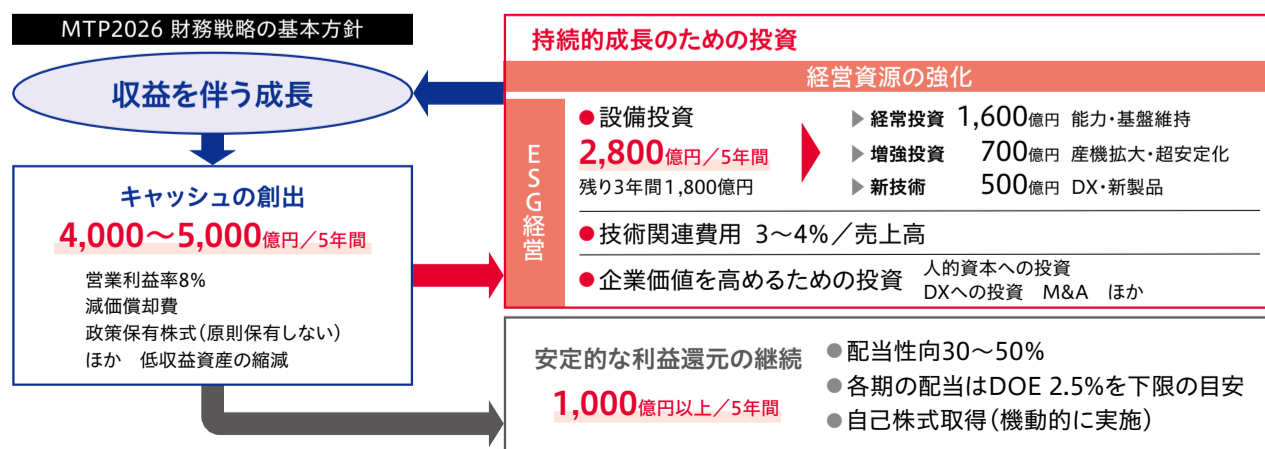 MTP2026 財務戦略の基本方針
収益を伴う成長
キャッシュの創出
4,000〜5,000億円／5年間
営業利益率8%
減価償却費
政策保有株式（原則保有しない）
ほか　低収益資産の縮減
持続的成長のための投資
経営資源の強化
ESG経営
●設備投資
2,800億円／5年間
残り3年間1,800億円
▶ 経常投資 1,600億円 能力・基盤維持
▶ 増強投資 700億円 産機拡大・超安定化
▶ 新技術 500億円 DX・新製品
●技術関連費用 3〜4%／売上高
●企業価値を高めるための投資
人的資本への投資
DXへの投資　M&A　ほか
安定的な利益還元の継続
1,000億円以上／5年間
●配当性向30〜50%
●各期の配当はDOE 2.5%を下限の目安
●自己株式取得（機動的に実施）